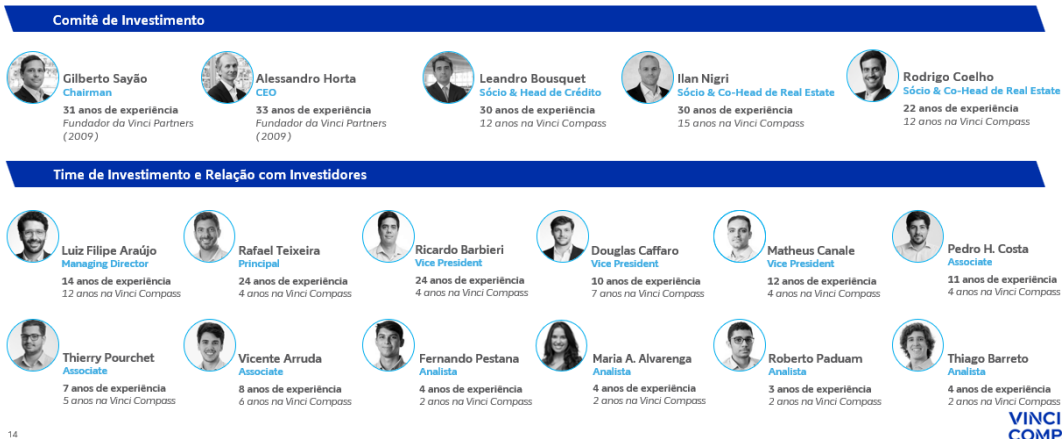 Comitê de Investimento
Gilberto Sayão
Chairman
31 anos de experiência
Fundador da Vinci Partners
(2009)
Alessandro Horta
CEO
33 anos de experiência
Fundador da Vinci Partners
(2009)
Leandro Bousquet
Sócio & Head de Crédito
30 anos de experiência
12 anos na Vinci Compass
Ilan Nigri
Sócio & Co-Head de Real Estate
30 anos de experiência
15 anos na Vinci Compass
Rodrigo Coelho
Sócio & Co-Head de Real Estate
22 anos de experiência
12 anos na Vinci Compass
Time de Investimento e Relação com Investidores
Luiz Filipe Araújo
Managing Director
14 anos de experiência
12 anos na Vinci Compass
Rafael Teixeira
Principal
24 anos de experiência
4 anos na Vinci Compass
Ricardo Barbieri
Vice President
24 anos de experiência
4 anos na Vinci Compass
Douglas Caffaro
Vice President
10 anos de experiência
7 anos na Vinci Compass
Matheus Canale
Vice President
12 anos de experiência
4 anos na Vinci Compass
Pedro H. Costa
Associate
11 anos de experiência
4 anos na Vinci Compass
Thierry Pourchet
Associate
7 anos de experiência
5 anos na Vinci Compass
Vicente Arruda
Associate
8 anos de experiência
6 anos na Vinci Compass
Fernando Pestana
Analista
4 anos de experiência
2 anos na Vinci Compass
Maria A. Alvarenga
Analista
4 anos de experiência
2 anos na Vinci Compass
Roberto Paduam
Analista
3 anos de experiência
2 anos na Vinci Compass
Thiago Barreto
Analista
4 anos de experiência
2 anos na Vinci Compass
14
VINCI
COMP